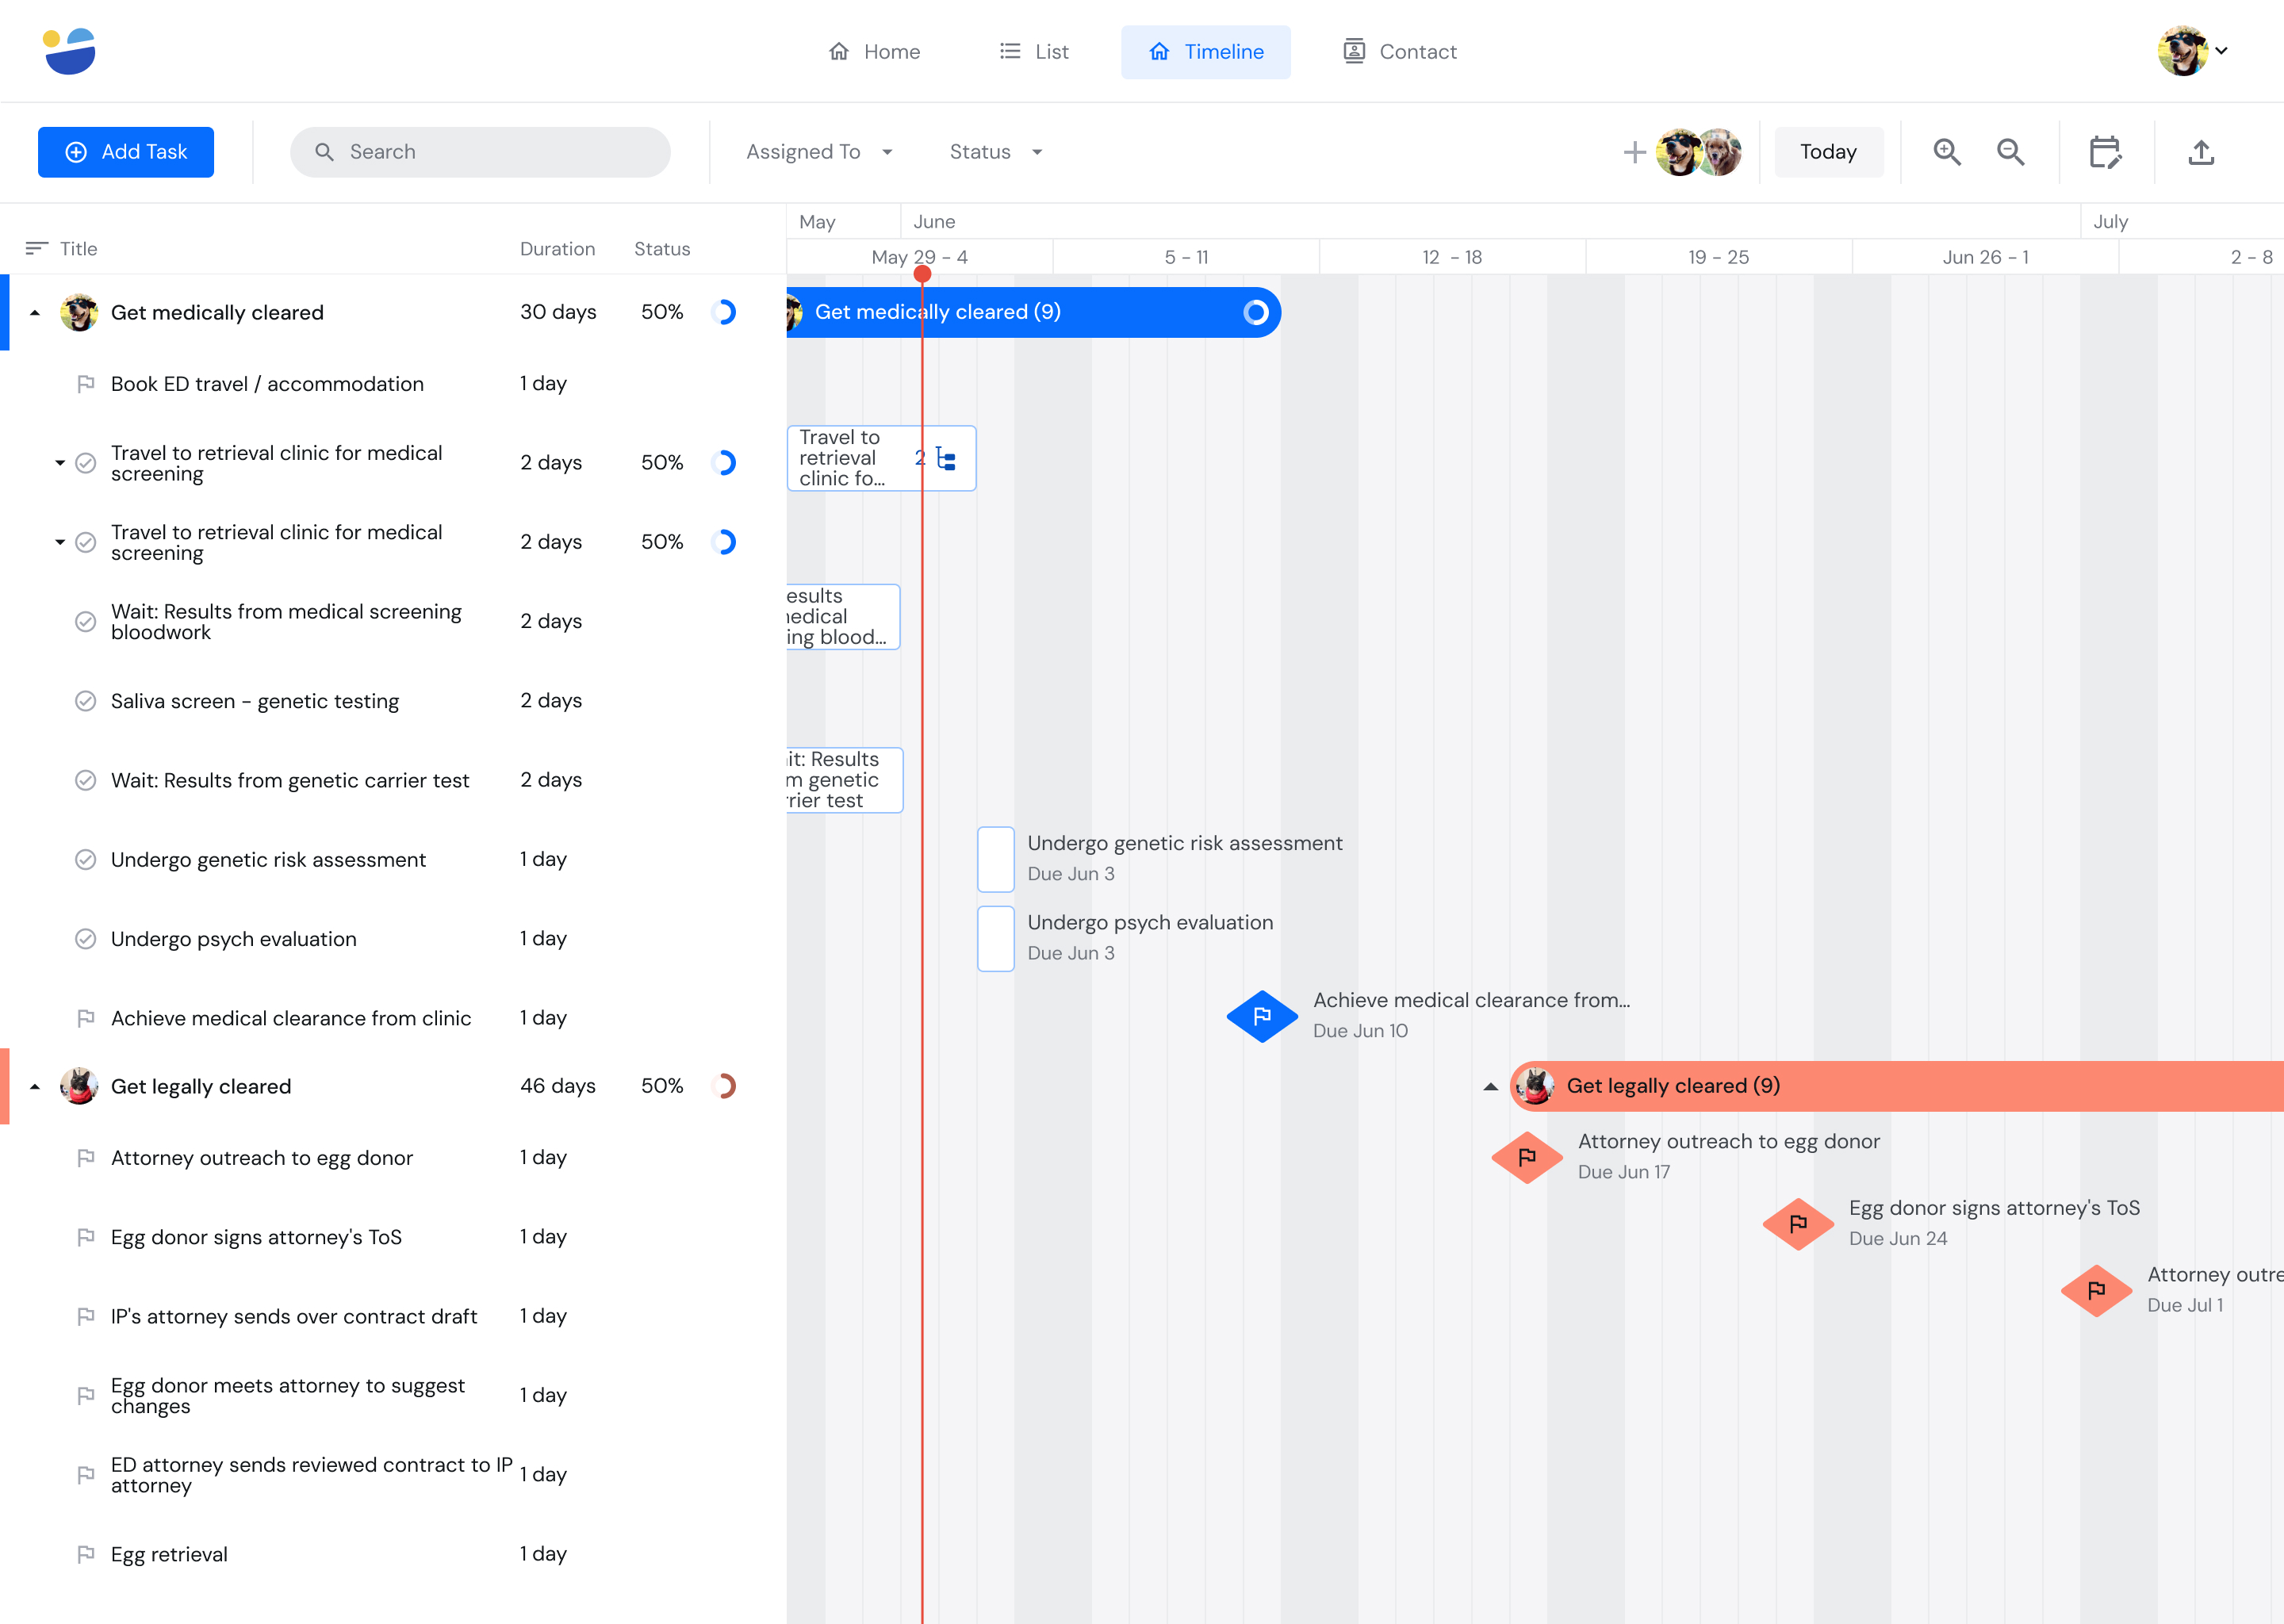 Home
List
Timeline
Contact
Add Task
Search
Assigned To
Status
Today
Title
Duration
Status
May
June
July
May 29 - 4
5 - 11
12 - 18
19 - 25
Jun 26 - 1
2 - 8
Get medically cleared
30 days
50%
Get medically cleared (9)
Book ED travel / accommodation
1 day
Travel to retrieval clinic for medical
screening
2 days
50%
Travel to
retrieval
clinic fo...
2
Travel to retrieval clinic for medical
screening
2 days
50%
Wait: Results from medical screening
bloodwork
2 days
esults
nedical
ing blood...
Saliva screen - genetic testing
2 days
Wait: Results from genetic carrier test
2 days
it: Results
m genetic
rrier test
Undergo genetic risk assessment
1 day
Undergo genetic risk assessment
Due Jun 3
Undergo psych evaluation
1 day
Undergo psych evaluation
Due Jun 3
Achieve medical clearance from clinic
1 day
Achieve medical clearance from...
Due Jun 10
Get legally cleared
46 days
50%
Get legally cleared (9)
Attorney outreach to egg donor
1 day
Attorney outreach to egg donor
Due Jun 17
Egg donor signs attorney's ToS
1 day
Egg donor signs attorney's ToS
Due Jun 24
IP's attorney sends over contract draft
1 day
Attorney outre
Due Jul 1
Egg donor meets attorney to suggest
changes
1 day
ED attorney sends reviewed contract to IP
attorney
1 day
Egg retrieval
1 day